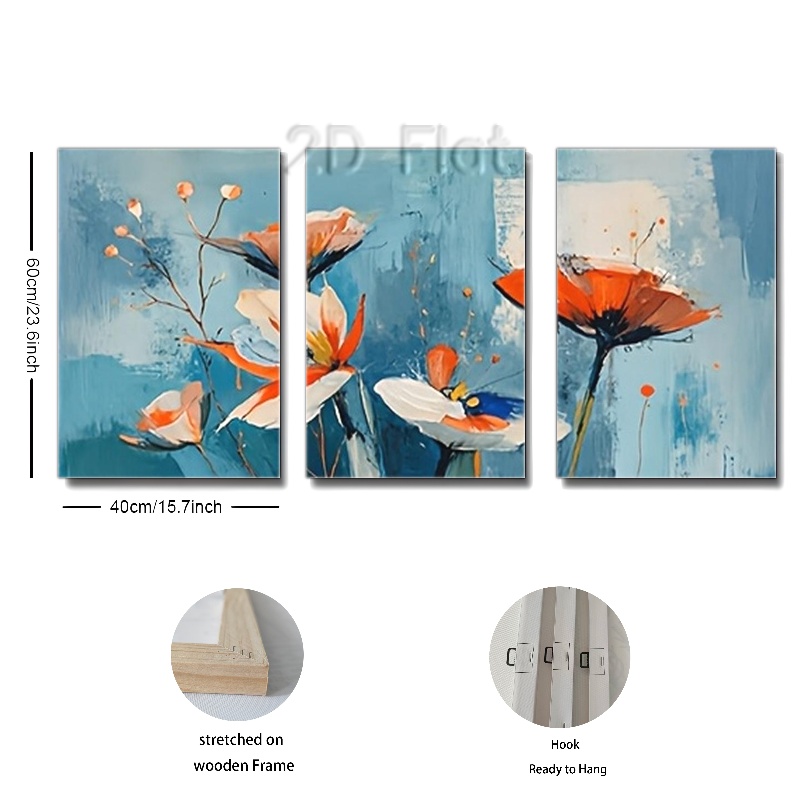 2D Flat
60cm/23.6inch
40cm/15.7inch
stretched on
wooden Frame
Hook
Ready to Hang